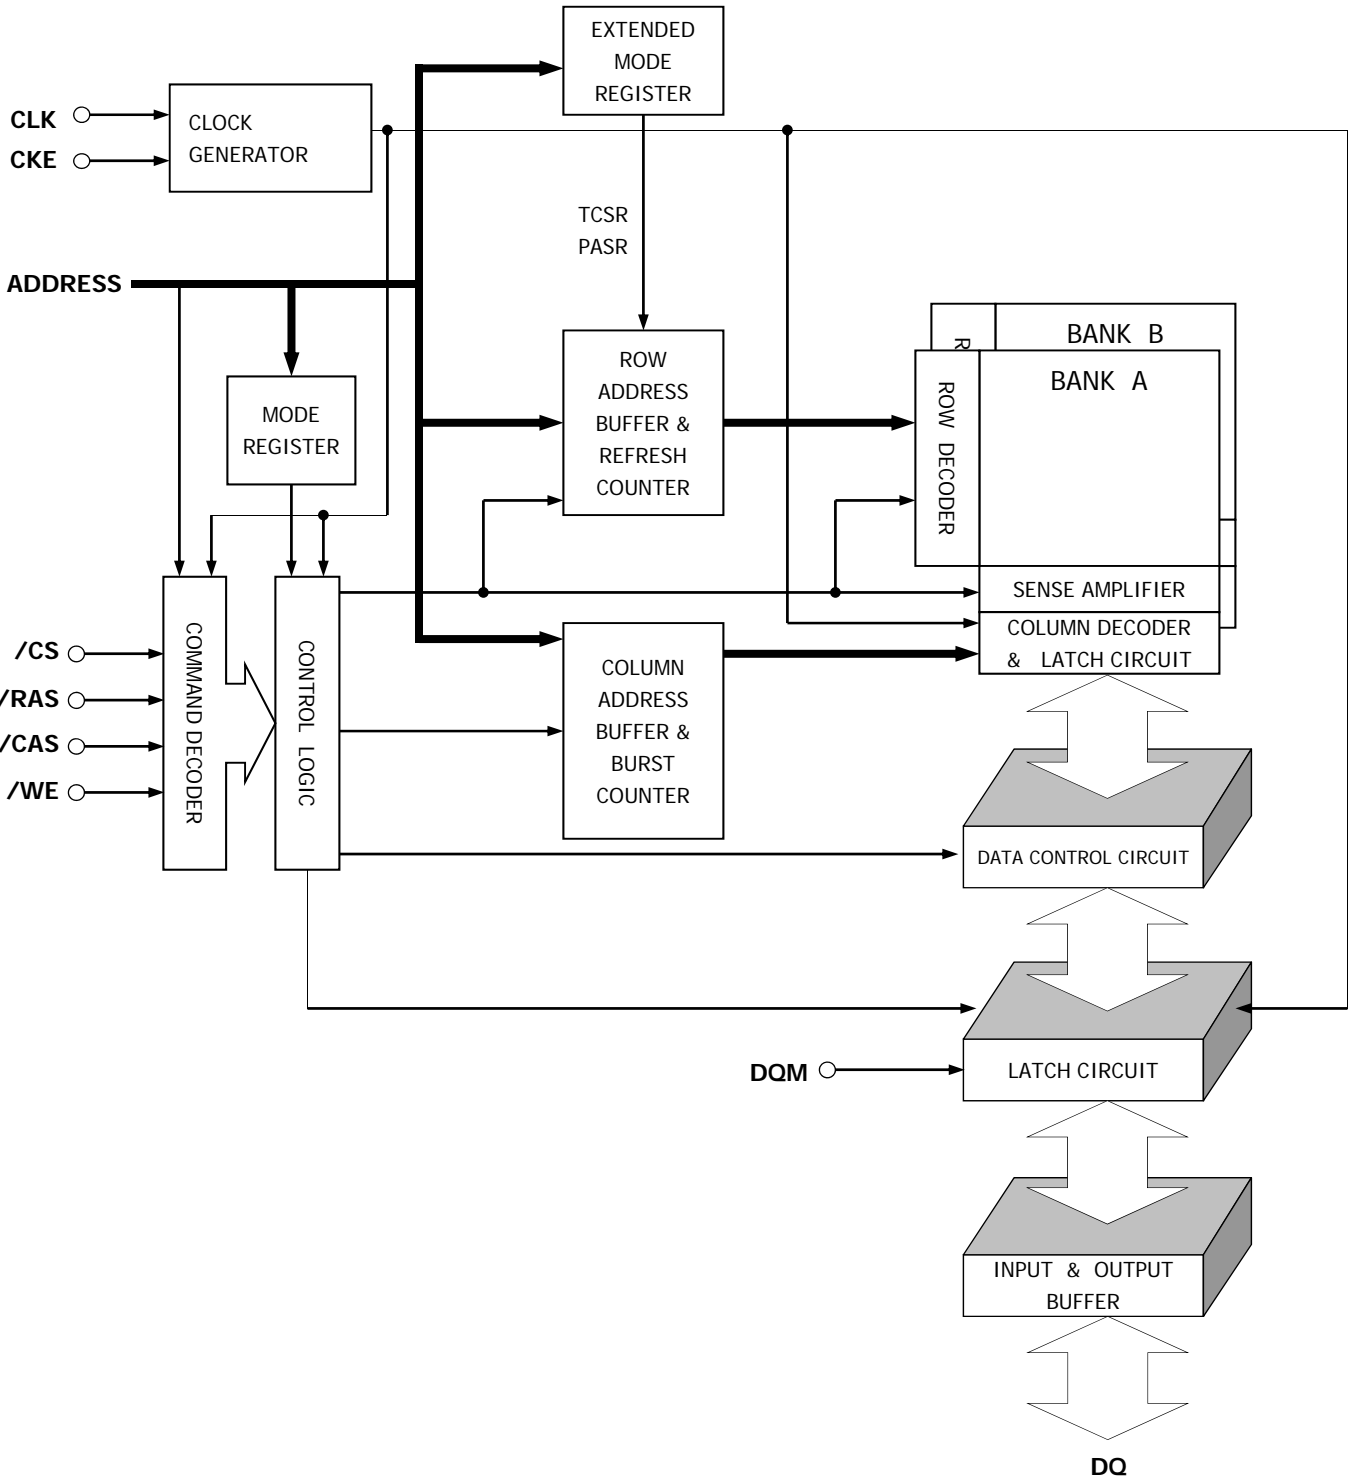 EXTENDED
MODE
REGISTER
CLK
CKE
CLOCK
GENERATOR
TCSR
PASR
ADDRESS
MODE
REGISTER
ROW
ADDRESS
BUFFER &
REFRESH
COUNTER
BANK B
R
BANK A
ROW DECODER
SENSE AMPLIFIER
COLUMN DECODER
& LATCH CIRCUIT
/CS
/RAS
/CAS
/WE
COMMAND DECODER
CONTROL LOGIC
COLUMN
ADDRESS
BUFFER &
BURST
COUNTER
DATA CONTROL CIRCUIT
DQM
LATCH CIRCUIT
INPUT & OUTPUT
BUFFER
DQ